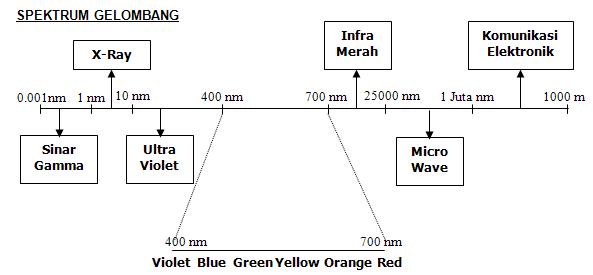 SPEKTRUM GELOMBANG
X-Ray
Infra
Merah
Komunikasi
Elektronik
0.001nm 1 nm 10 nm 400 nm 700 nm 25000 nm 1 Juta nm 1000 m
Sinar
Gamma
Ultra
Violet
Micro
Wave
400 nm 700 nm
Violet Blue Green Yellow Orange Red